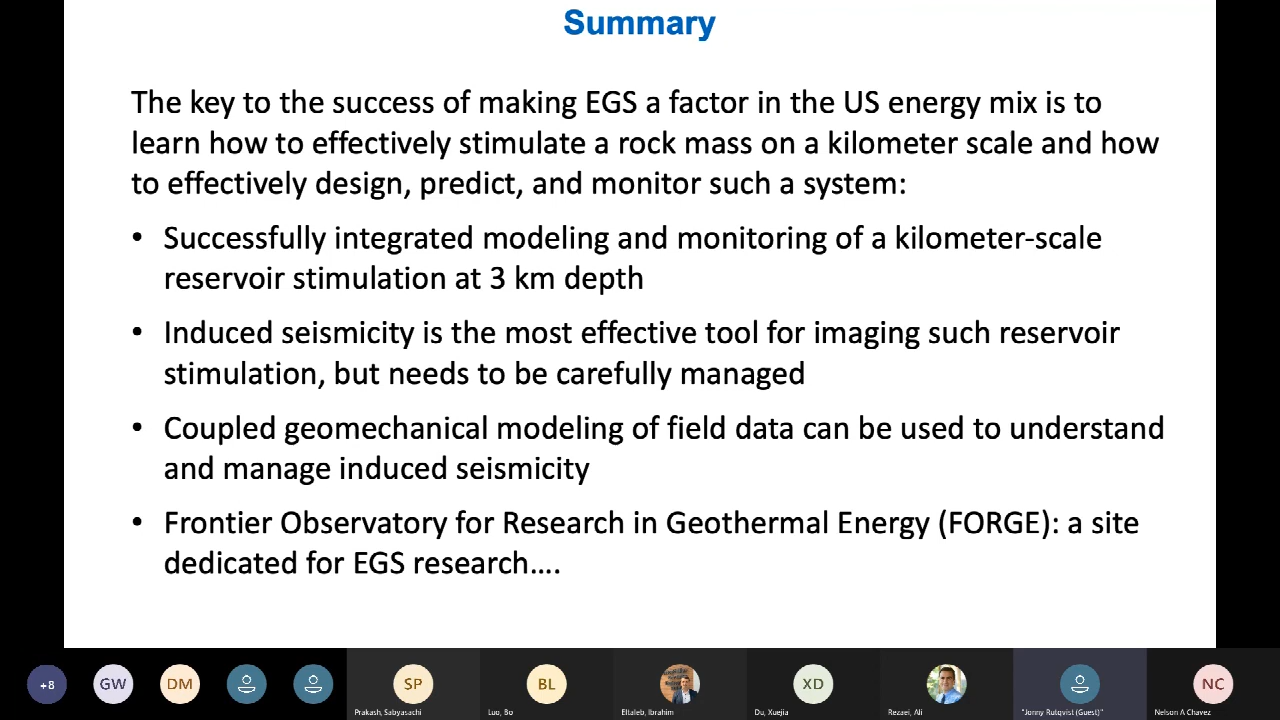 Summary
The key to the success of making EGS a factor in the US energy mix is to
learn how to effectively stimulate a rock mass on a kilometer scale and how
to effectively design, predict, and monitor such a system:
• Successfully integrated modeling and monitoring of a kilometer-scale
reservoir stimulation at 3 km depth
• Induced seismicity is the most effective tool for imaging such reservoir
stimulation, but needs to be carefully managed
• Coupled geomechanical modeling of field data can be used to understand
and manage induced seismicity
• Frontier Observatory for Research in Geothermal Energy (FORGE): a site
dedicated for EGS research....
+8 GW DM SP BL XD NC
Prakash, Sabyasachi Luo, Bo Eltaleb, Ibrahim Du, Xuejia Rezaei, Ali "Jonny Rutqvist (Guest)" Nelson A Chavez